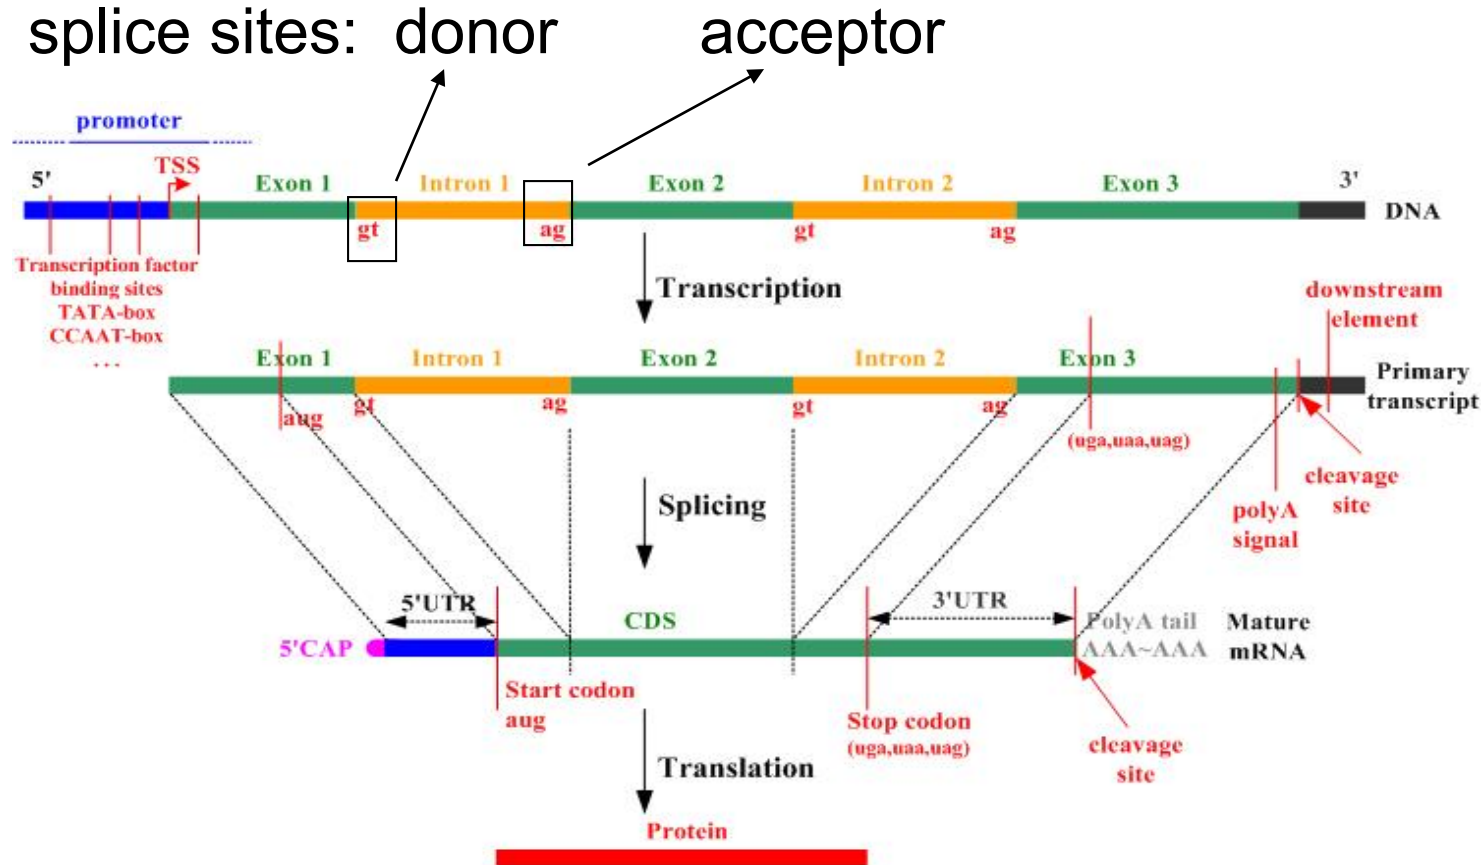 splice sites: donor acceptor
promoter
5' TSS Exon 1 Intron 1 Exon 2 Intron 2 Exon 3 3'
DNA
gt ag gt ag
Transcription factor
binding sites
TATA-box
CCAAT-box
...
Transcription
downstream
element
Exon 1 Intron 1 Exon 2 Intron 2 Exon 3
Primary
transcript
aug gt ag gt ag
(uga,uaa,uag)
cleavage
site
polyA
signal
Splicing
5'UTR CDS 3'UTR
5'CAP
PolyA tail
AAA~AAA
Mature
mRNA
Start codon
aug
Stop codon
(uga,uaa,uag)
cleavage
site
Translation
Protein